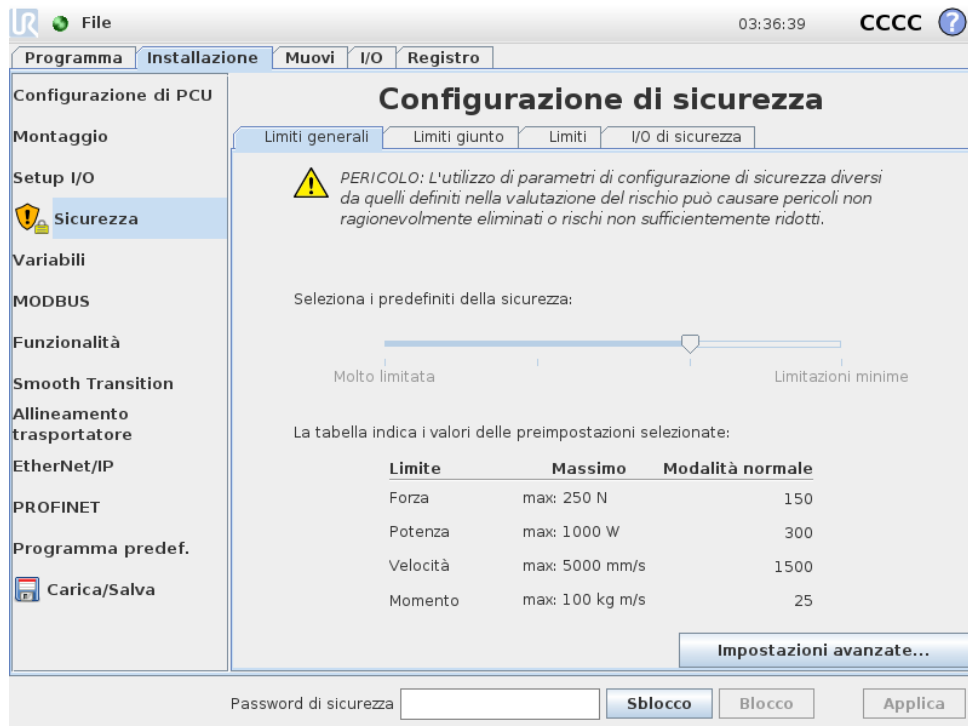 UR File 03:36:39 CCCC ?
Programma Installazione Muovi I/O Registro
Configurazione di PCU
Montaggio
Setup I/O
Sicurezza
Variabili
MODBUS
Funzionalità
Smooth Transition
Allineamento
trasportatore
EtherNet/IP
PROFINET
Programma predef.
Carica/Salva
Configurazione di sicurezza
Limiti generali Limiti giunto Limiti I/O di sicurezza
PERICOLO: L'utilizzo di parametri di configurazione di sicurezza diversi
da quelli definiti nella valutazione del rischio può causare pericoli non
ragionevolmente eliminati o rischi non sufficientemente ridotti.
Seleziona i predefiniti della sicurezza:
Molto limitata Limitazioni minime
La tabella indica i valori delle preimpostazioni selezionate:
Limite Massimo Modalità normale
Forza max: 250 N 150
Potenza max: 1000 W 300
Velocità max: 5000 mm/s 1500
Momento max: 100 kg m/s 25
Impostazioni avanzate...
Password di sicurezza Sblocco Blocco Applica